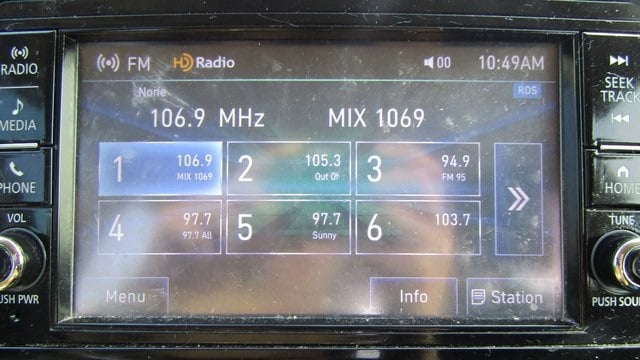 RADIO
MEDIA
PHONE
VOL
PUSH PWR
FM HD Radio 00 10:49AM
None RDS
106.9 MHz MIX 1069
1 106.9 MIX 1069
2 105.3 Out Of
3 94.9 FM 95
4 97.7 97.7 All
5 97.7 Sunny
6 103.7
Menu Info Station
SEEK
TRACK
HOME
TUNE
PUSH SOU